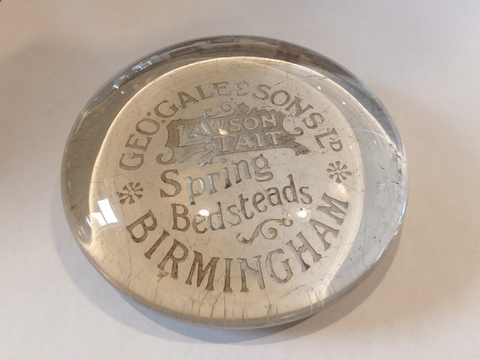 GEO. GALE & SONS LD
LAWSON
TAIT
Spring
Bedsteads
BIRMINGHAM